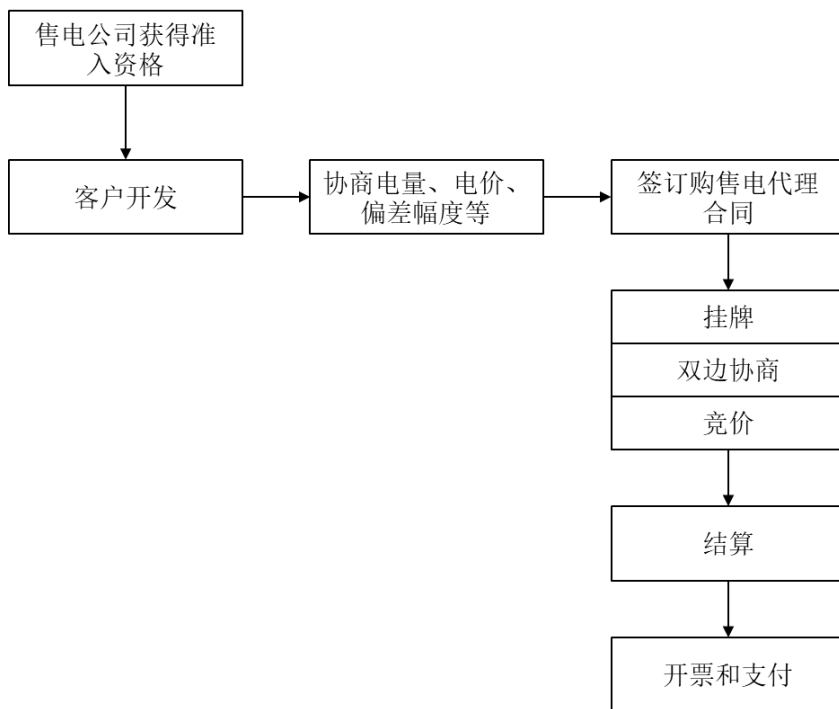 售电公司获得准
入资格
客户开发
协商电量、电价、
偏差幅度等
签订购售电代理
合同
挂牌
双边协商
竞价
结算
开票和支付